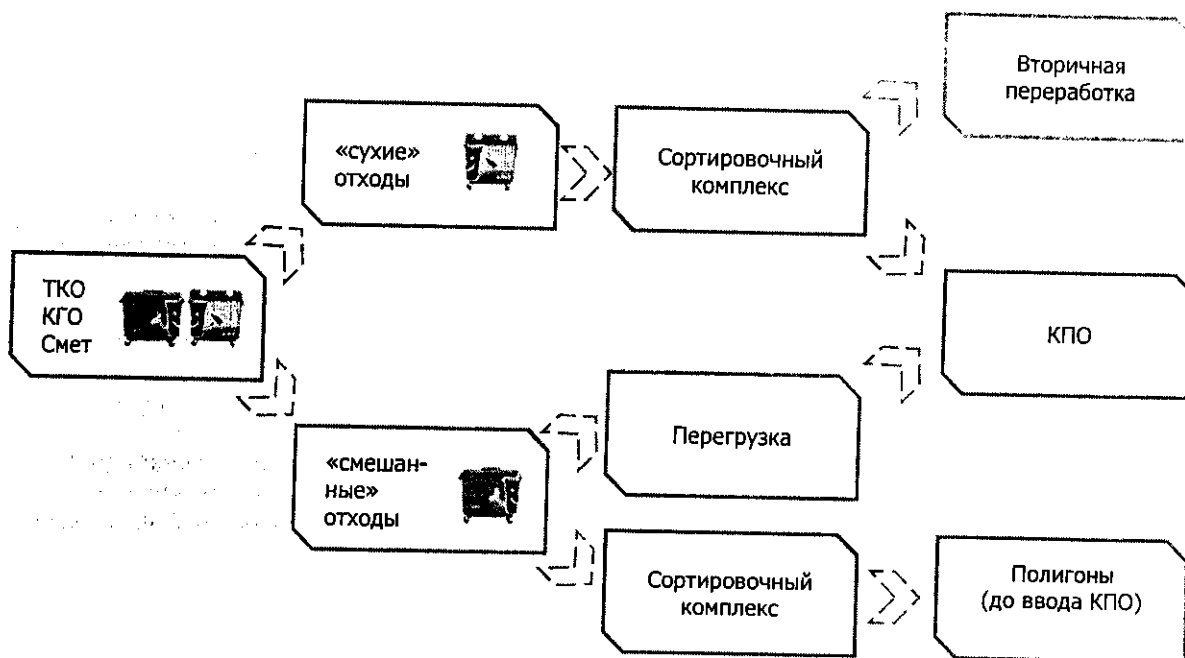 Вторичная
переработка
«сухие»
отходы
Сортировочный
комплекс
ТКО
КГО
Смет
КПО
Перегрузка
«смешан-
ные»
отходы
Сортировочный
комплекс
Полигоны
(до ввода КПО)